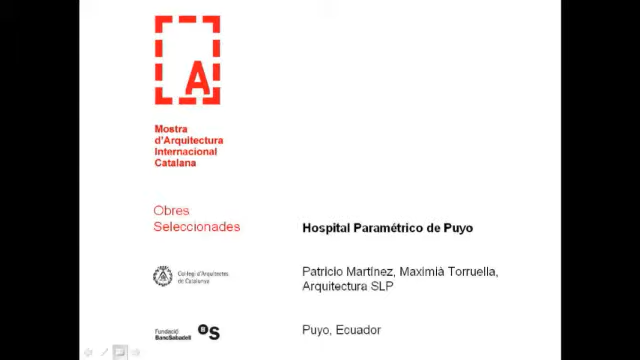 A
Mostra
d'Arquitectura
Internacional
Catalana
Obres
Seleccionades
Hospital Paramétrico de Puyo
Col·legi d'Arquitectes
de Catalunya
Patricio Martínez, Maximià Torruella,
Arquitectura SLP
Fundació
BancSabadell
B S
Puyo, Ecuador